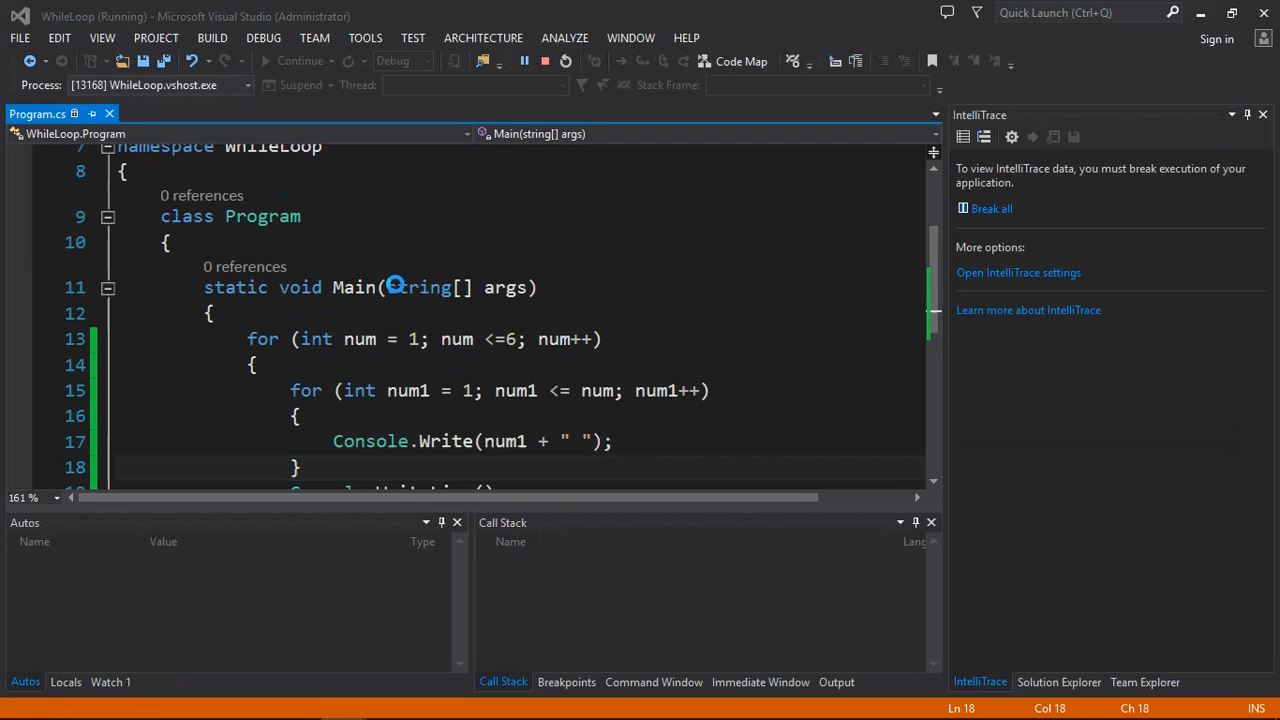 WhileLoop (Running) - Microsoft Visual Studio (Administrator)
Quick Launch (Ctrl+Q)
FILE EDIT VIEW PROJECT BUILD DEBUG TEAM TOOLS TEST ARCHITECTURE ANALYZE WINDOW HELP
Sign in
Continue Debug Code Map
Process: [13168] WhileLoop.vshost.exe Suspend Thread: Stack Frame:
Program.cs
WhileLoop.Program Main(string[] args)
7 namespace WhileLoop
8 {
0 references
9 class Program
10 {
0 references
11 static void Main(string[] args)
12 {
13 for (int num = 1; num <=6; num++)
14 {
15 for (int num1 = 1; num1 <= num; num1++)
16 {
17 Console.Write(num1 + " ");
18 }
161 %
IntelliTrace
To view IntelliTrace data, you must break execution of your
application.
Break all
More options:
Open IntelliTrace settings
Learn more about IntelliTrace
Autos
Name Value Type
Call Stack
Name Lang
Autos Locals Watch 1
Call Stack Breakpoints Command Window Immediate Window Output
IntelliTrace Solution Explorer Team Explorer
Ln 18 Col 18 Ch 18 INS